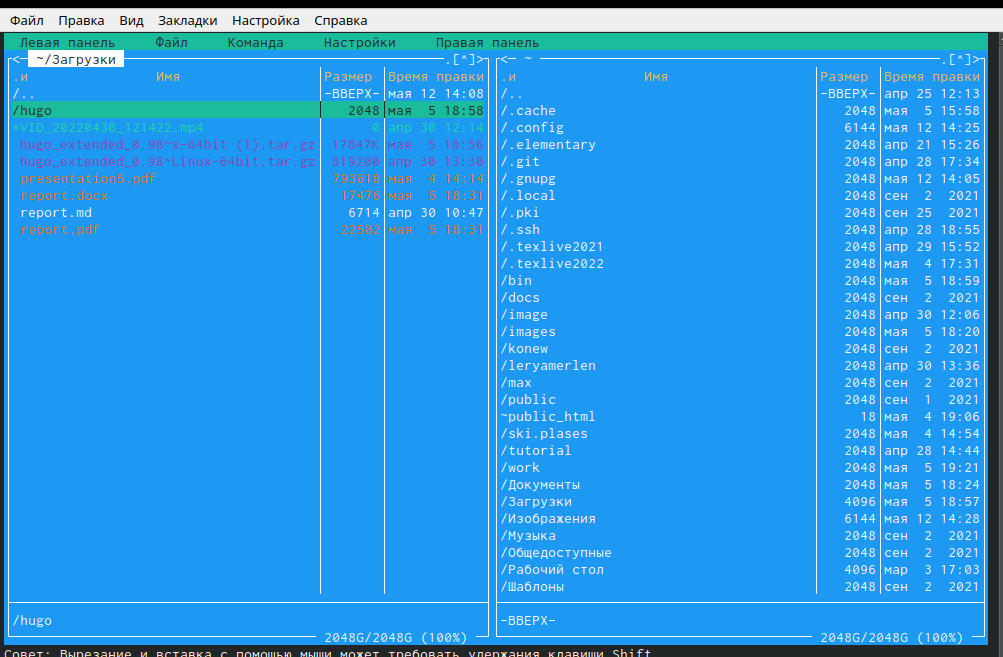 Файл Правка Вид Закладки Настройка Справка
Левая панель Файл Команда Настройки Правая панель
<─ ~/Загрузки .[^]>
.и Имя Размер Время правки
/.. -ВВЕРХ- мая 12 14:08
/hugo 2048 мая 5 18:58
*VID_20220430_121422.mp4 0 апр 30 12:14
hugo_extended_0.98~x-64bit (1).tar.gz 17847K мая 5 18:56
hugo_extended_0.98~Linux-64bit.tar.gz 819200 апр 30 13:30
presentation5.pdf 793618 мая 4 14:14
report.docx 17476 мая 5 18:31
report.md 6714 апр 30 10:47
report.pdf 22502 мая 5 18:31
/hugo
2048G/2048G (100%)
<─ ~ .[^]>
.и Имя Размер Время правки
/.. -ВВЕРХ- апр 25 12:13
/.cache 2048 мая 5 15:58
/.config 6144 мая 12 14:25
/.elementary 2048 апр 21 15:26
/.git 2048 апр 28 17:34
/.gnupg 2048 мая 12 14:05
/.local 2048 сен 2 2021
/.pki 2048 сен 25 2021
/.ssh 2048 апр 28 18:55
/.texlive2021 2048 апр 29 15:52
/.texlive2022 2048 мая 4 17:31
/bin 2048 мая 5 18:59
/docs 2048 сен 2 2021
/image 2048 апр 30 12:06
/images 2048 мая 5 18:20
/konew 2048 сен 2 2021
/leryamerlen 2048 апр 30 13:36
/max 2048 сен 2 2021
/public 2048 сен 1 2021
~public_html 18 мая 4 19:06
/ski.plases 2048 мая 4 14:54
/tutorial 2048 апр 28 14:44
/work 2048 мая 5 19:21
/Документы 2048 мая 5 18:24
/Загрузки 4096 мая 5 18:57
/Изображения 6144 мая 12 14:28
/Музыка 2048 сен 2 2021
/Общедоступные 2048 сен 2 2021
/Рабочий стол 4096 мар 3 17:03
/Шаблоны 2048 сен 2 2021
-ВВЕРХ-
2048G/2048G (100%)
Совет: Вырезание и вставка с помощью мыши может требовать удержания клавиши Shift.